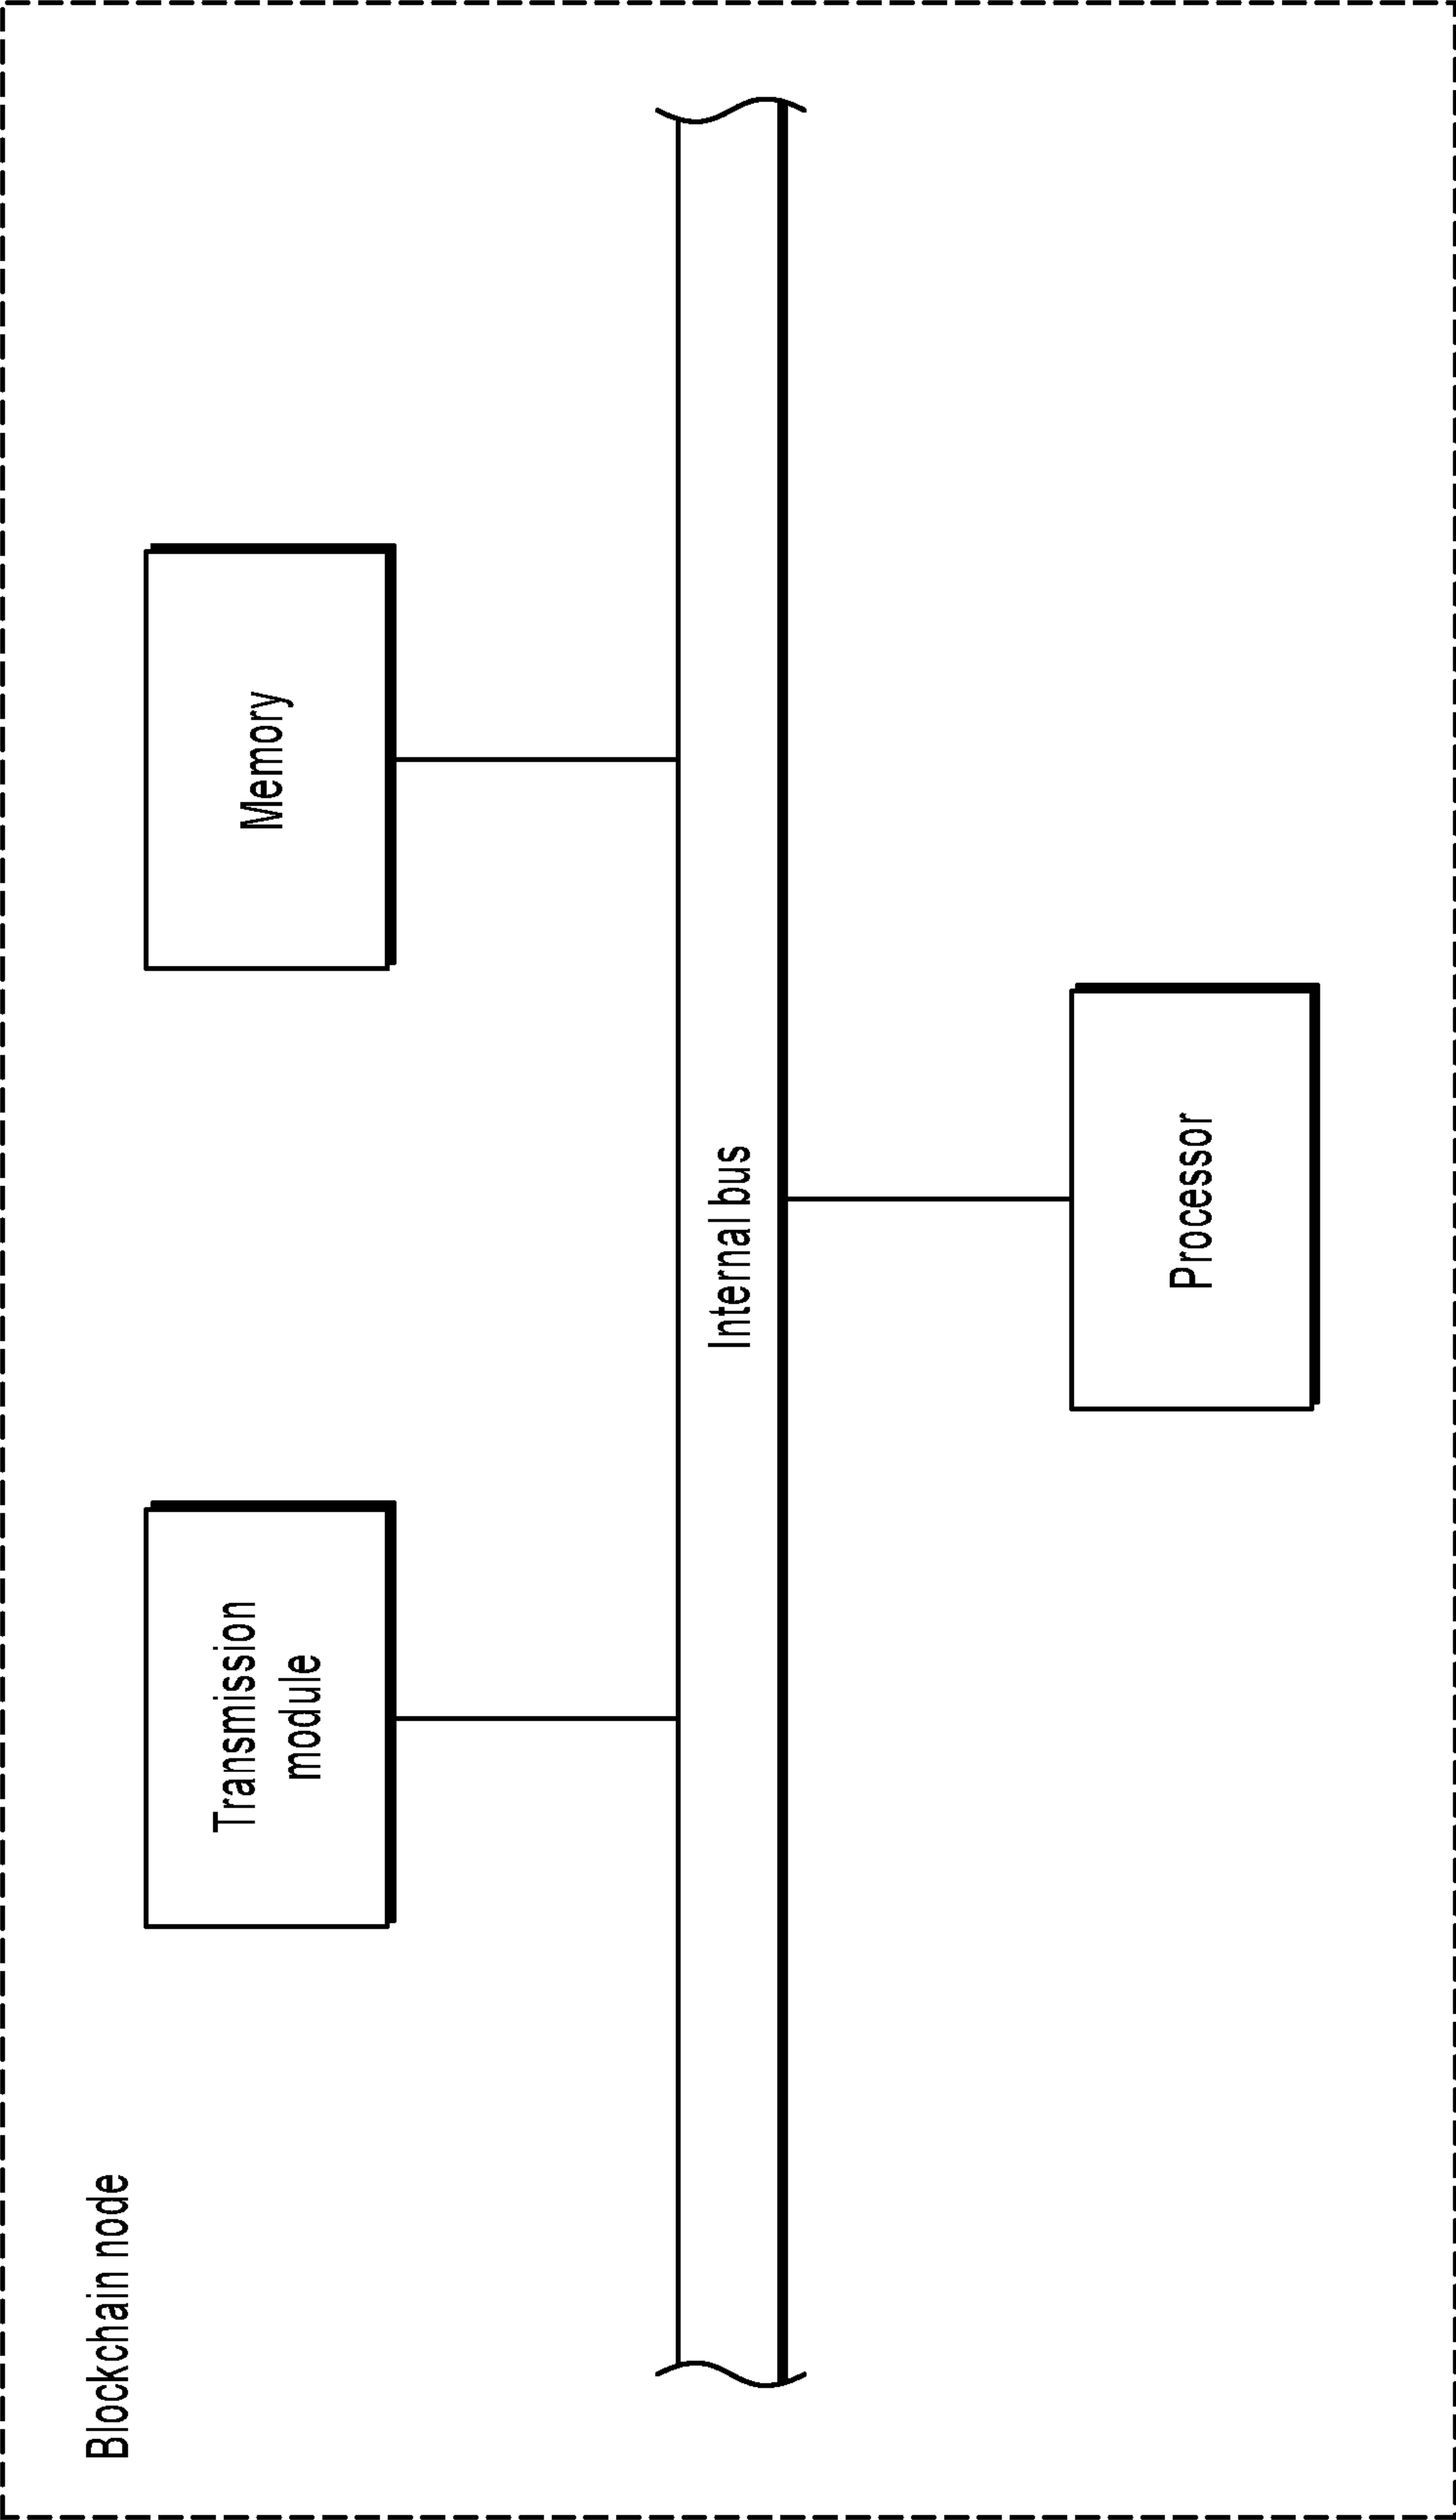 Blockchain node
Transmission
module
Memory
Internal bus
Processor